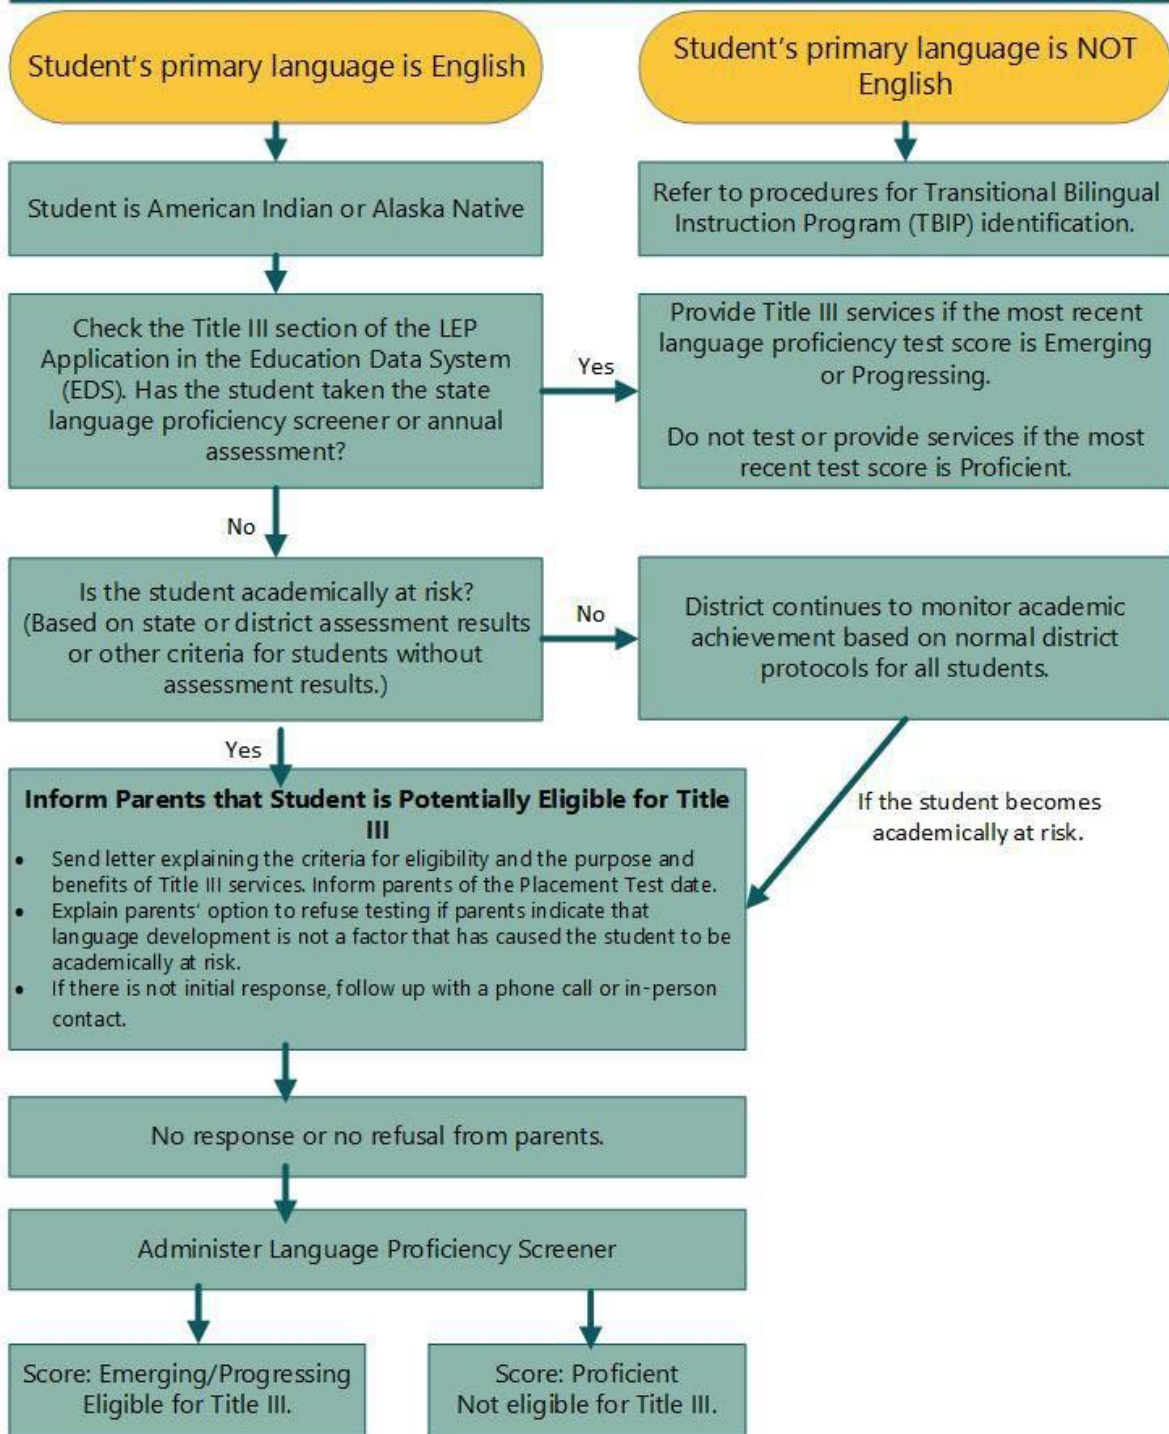 Student's primary language is English
Student's primary language is NOT
English
Student is American Indian or Alaska Native
Refer to procedures for Transitional Bilingual
Instruction Program (TBIP) identification.
Check the Title III section of the LEP
Application in the Education Data System
(EDS). Has the student taken the state
language proficiency screener or annual
assessment?
Yes
Provide Title III services if the most recent
language proficiency test score is Emerging
or Progressing.
Do not test or provide services if the most
recent test score is Proficient.
No
Is the student academically at risk?
(Based on state or district assessment results
or other criteria for students without
assessment results.)
No
District continues to monitor academic
achievement based on normal district
protocols for all students.
Yes
If the student becomes
academically at risk.
Inform Parents that Student is Potentially Eligible for Title
III
• Send letter explaining the criteria for eligibility and the purpose and
benefits of Title III services. Inform parents of the Placement Test date.
• Explain parents' option to refuse testing if parents indicate that
language development is not a factor that has caused the student to be
academically at risk.
• If there is not initial response, follow up with a phone call or in-person
contact.
No response or no refusal from parents.
Administer Language Proficiency Screener
Score: Emerging/Progressing
Eligible for Title III.
Score: Proficient
Not eligible for Title III.